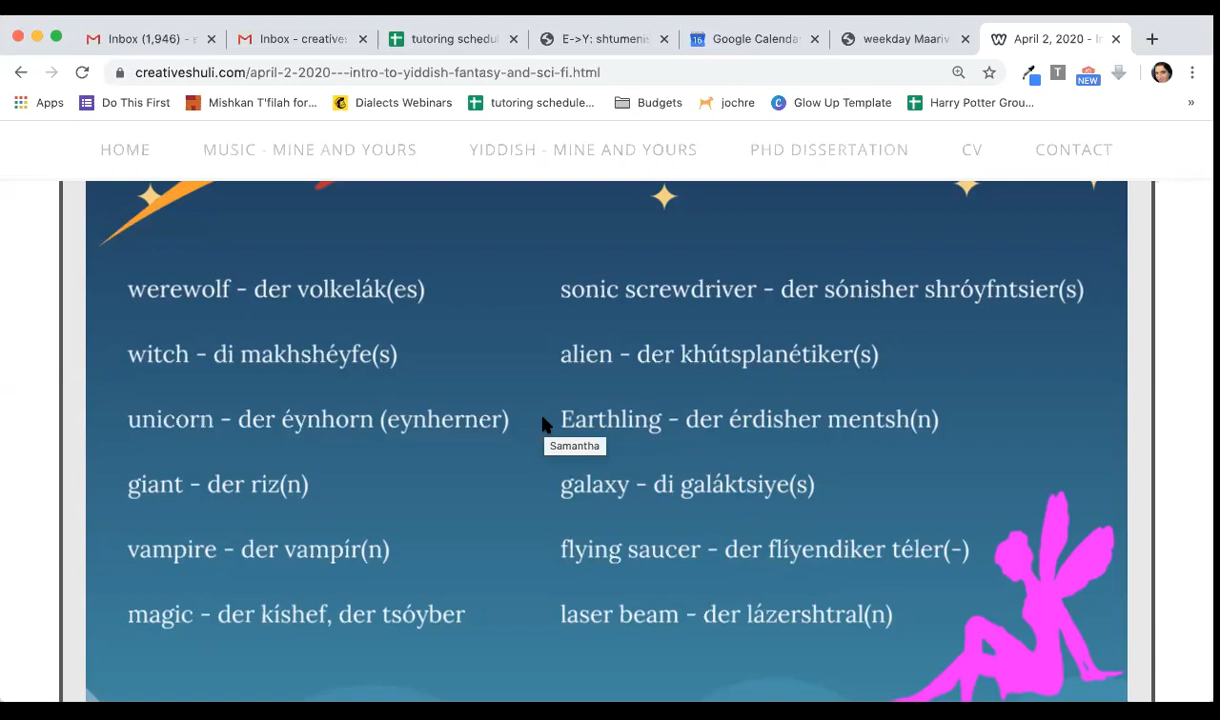 Inbox (1,946) -
Inbox - creatives
tutoring schedul
E->Y: shtumenis
Google Calenda
weekday Maariv
April 2, 2020 - In
creativeshuli.com/april-2-2020---intro-to-yiddish-fantasy-and-sci-fi.html
NEW
Apps
Do This First
Mishkan T'filah for...
Dialects Webinars
tutoring schedule...
Budgets
jochre
Glow Up Template
Harry Potter Grou...
»
HOME
MUSIC - MINE AND YOURS
YIDDISH - MINE AND YOURS
PHD DISSERTATION
CV
CONTACT
werewolf - der volkelák(es)
witch - di makhshéyfe(s)
unicorn - der éynhorn (eynherner)
giant - der riz(n)
vampire - der vampír(n)
magic - der kíshef, der tsóyber
sonic screwdriver - der sónisher shróyfntsier(s)
alien - der khútsplanétiker(s)
Earthling - der érdisher mentsh(n)
Samantha
galaxy - di galáktsiye(s)
flying saucer - der flíyendiker téler(-)
laser beam - der lázershtral(n)